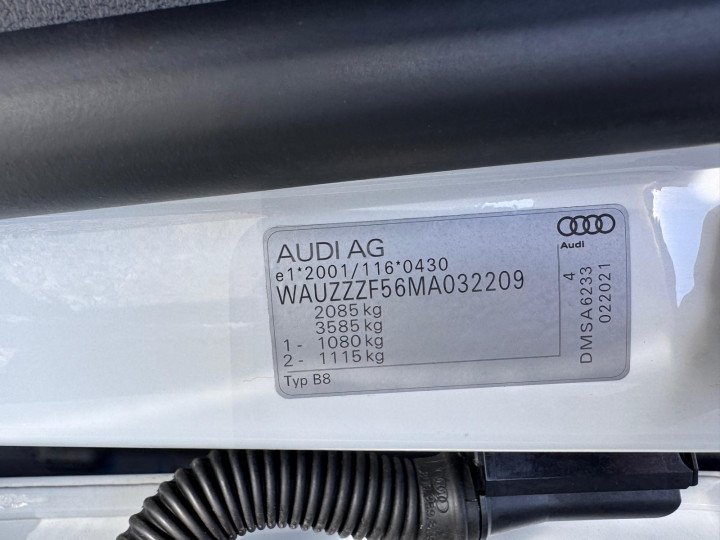 AUDI AG
Audi
e1*2001/116*0430
WAUZZZF56MA032209
2085 kg
3585 kg
1- 1080 kg
2- 1115 kg
Typ B8
4
DMSA6233
022021